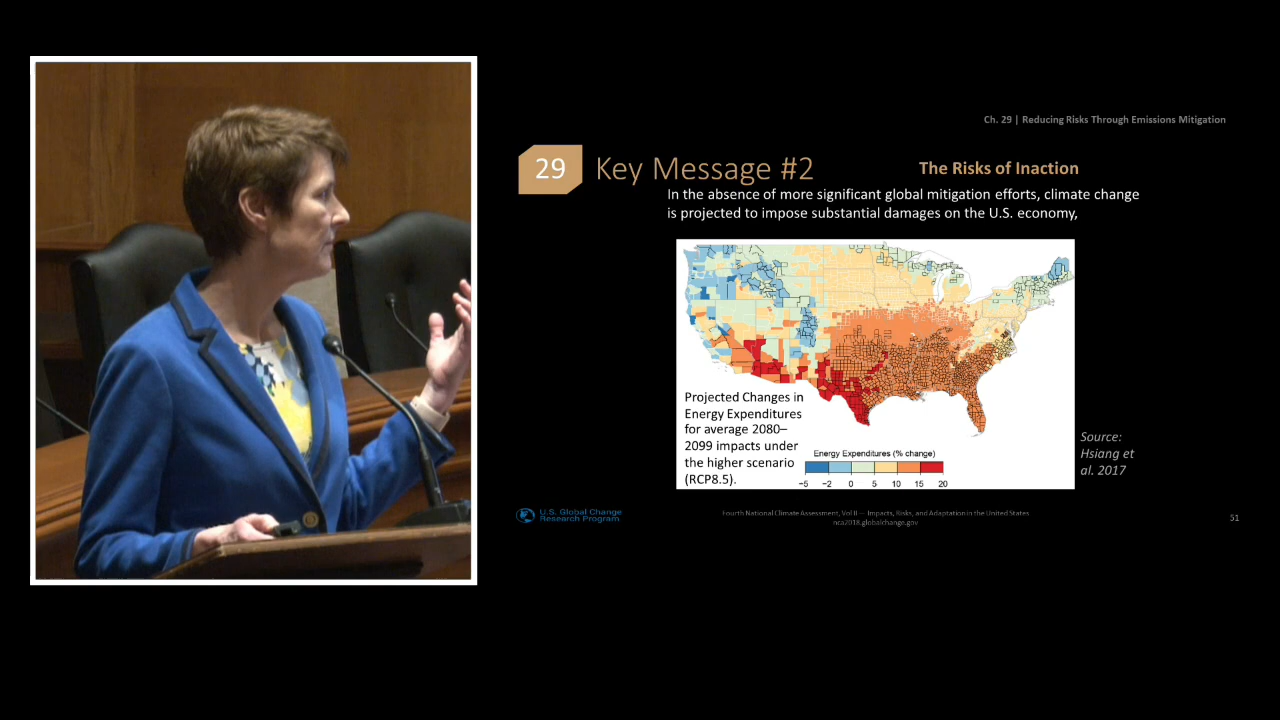 Ch. 29 | Reducing Risks Through Emissions Mitigation
29 Key Message #2
The Risks of Inaction
In the absence of more significant global mitigation efforts, climate change
is projected to impose substantial damages on the U.S. economy,
Projected Changes in
Energy Expenditures
for average 2080–
2099 impacts under
the higher scenario
(RCP8.5).
Energy Expenditures (% change)
−5 −2 0 5 10 15 20
Source:
Hsiang et
al. 2017
U.S. Global Change
Research Program
Fourth National Climate Assessment, Vol II — Impacts, Risks, and Adaptation in the United States
nca2018.globalchange.gov
51